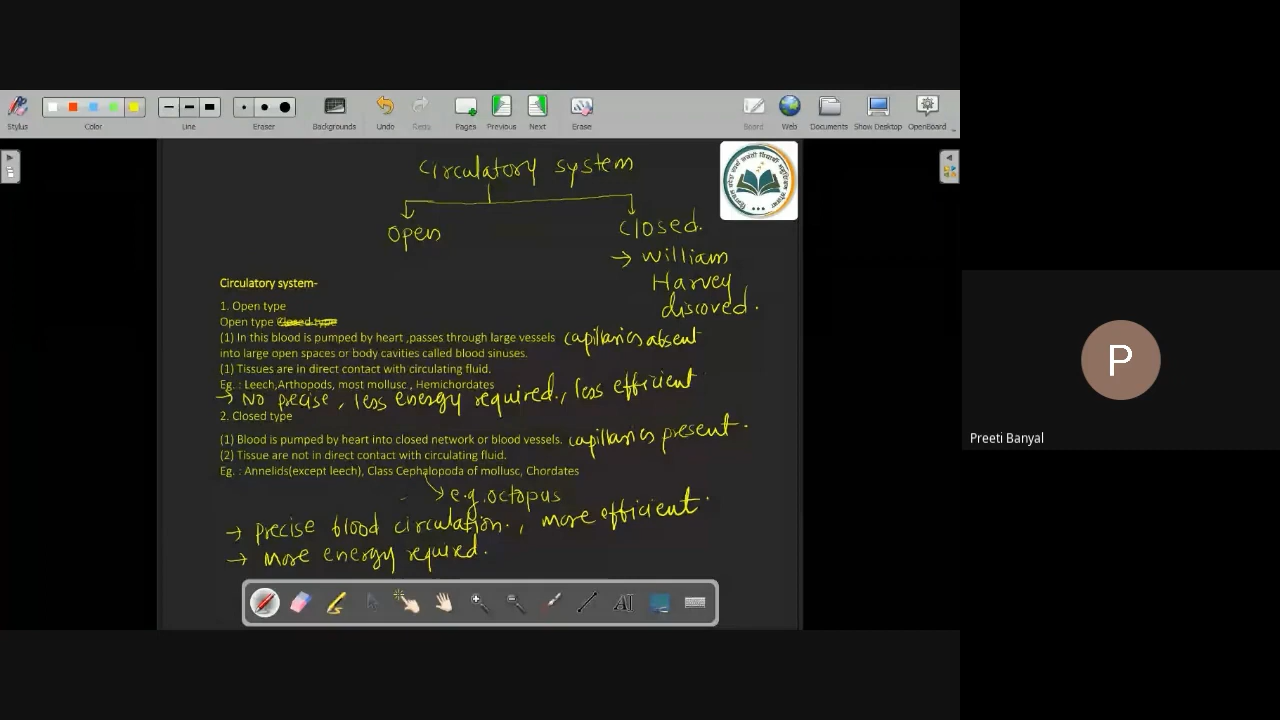 Stylus
Color
Line
Eraser
Backgrounds
Undo
Redo
Pages
Previous
Next
Erase
Board
Web
Documents
Show Desktop
OpenBoard
Circulatory system
Open
Closed.
→ William
Harvey
discoved.
Circulatory system-
1. Open type
Open type Closed type
(1) In this blood is pumped by heart ,passes through large vessels capillaries absent
into large open spaces or body cavities called blood sinuses.
(1) Tissues are in direct contact with circulating fluid.
Eg. : Leech,Arthopods, most mollusc , Hemichordates
→ No precise, less energy required., less efficient
2. Closed type
(1) Blood is pumped by heart into closed network or blood vessels. capillaries present.
(2) Tissue are not in direct contact with circulating fluid.
Eg. : Annelids(except leech), Class Cephalopoda of mollusc, Chordates
→ e.g. octopus
→ precise blood circulation., more efficient.
→ More energy required.
P
Preeti Banyal